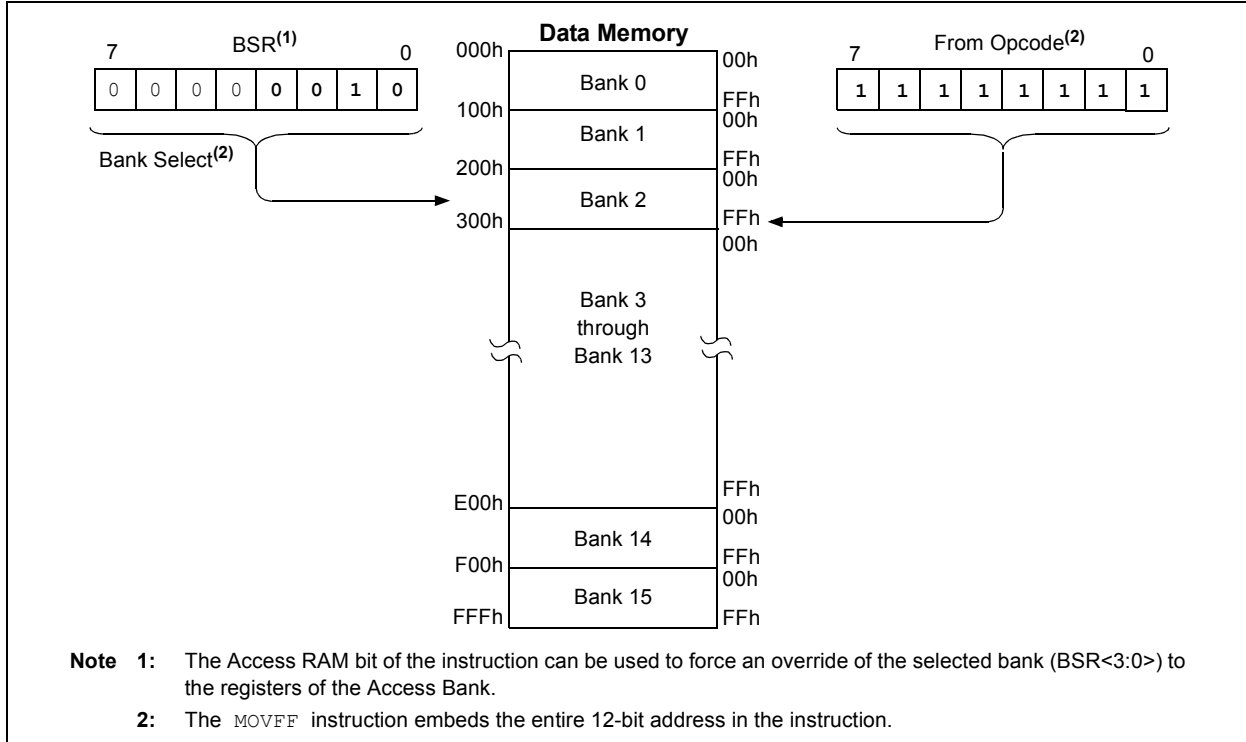 Data Memory
7 BSR(1) 0
0 0 0 0 0 0 1 0
Bank Select(2)
000h
Bank 0
00h
FFh
100h
Bank 1
00h
FFh
200h
Bank 2
00h
FFh
300h
Bank 3
through
Bank 13
00h
FFh
E00h
Bank 14
00h
FFh
F00h
Bank 15
00h
FFh
FFFh
7 From Opcode(2) 0
1 1 1 1 1 1 1 1
Note 1: The Access RAM bit of the instruction can be used to force an override of the selected bank (BSR<3:0>) to
the registers of the Access Bank.
2: The MOVFF instruction embeds the entire 12-bit address in the instruction.